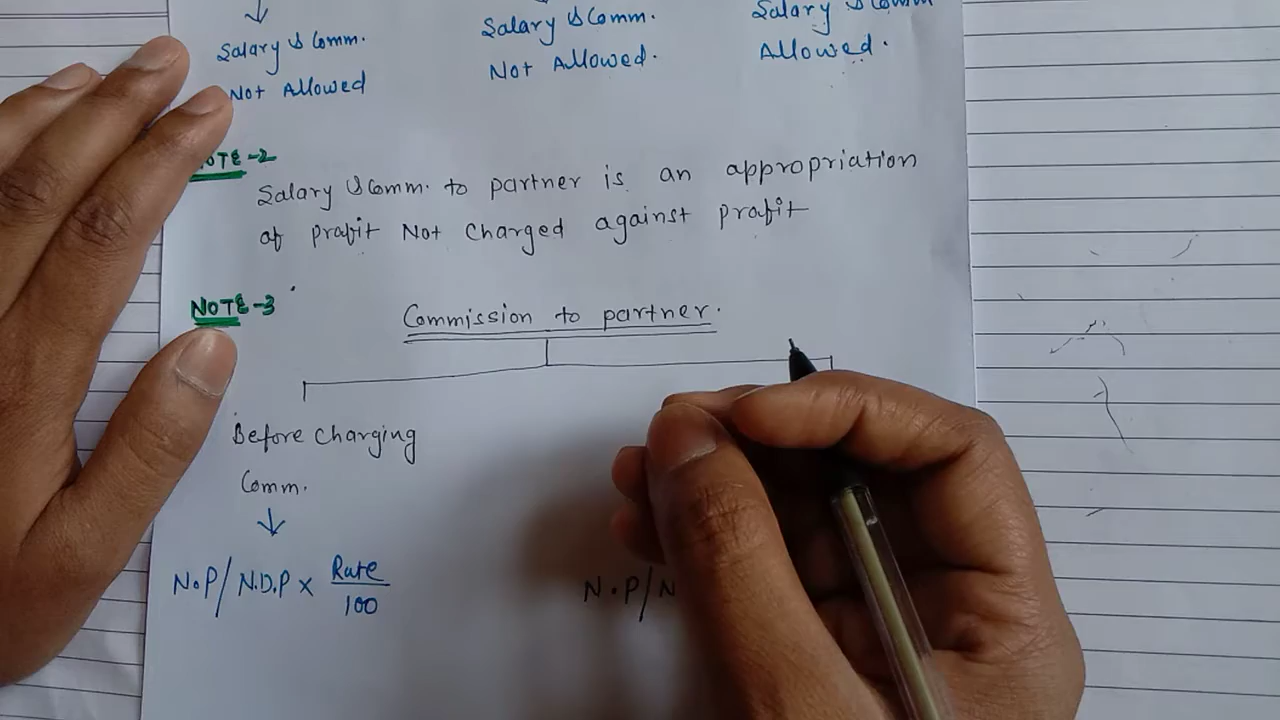 Salary & Comm.
Not Allowed
Salary & Comm.
Not Allowed.
Salary & Comm
Allowed.
NOTE-2
Salary & Comm. to partner is an appropriation
of profit Not Charged against profit
NOTE-3
Commission to partner.
Before Charging
Comm.
N.P/N.D.P x Rate/100
N.P/N